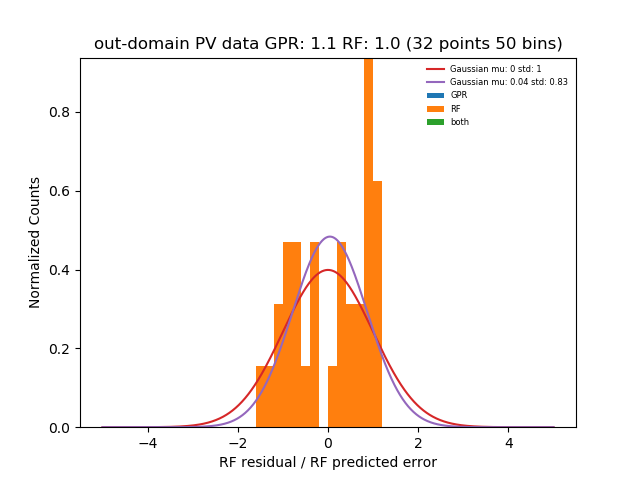 out-domain PV data GPR: 1.1 RF: 1.0 (32 points 50 bins)
Gaussian mu: 0 std: 1
Gaussian mu: 0.04 std: 0.83
GPR
RF
both
Normalized Counts
0.8
0.6
0.4
0.2
0.0
−4
−2
0
2
4
RF residual / RF predicted error